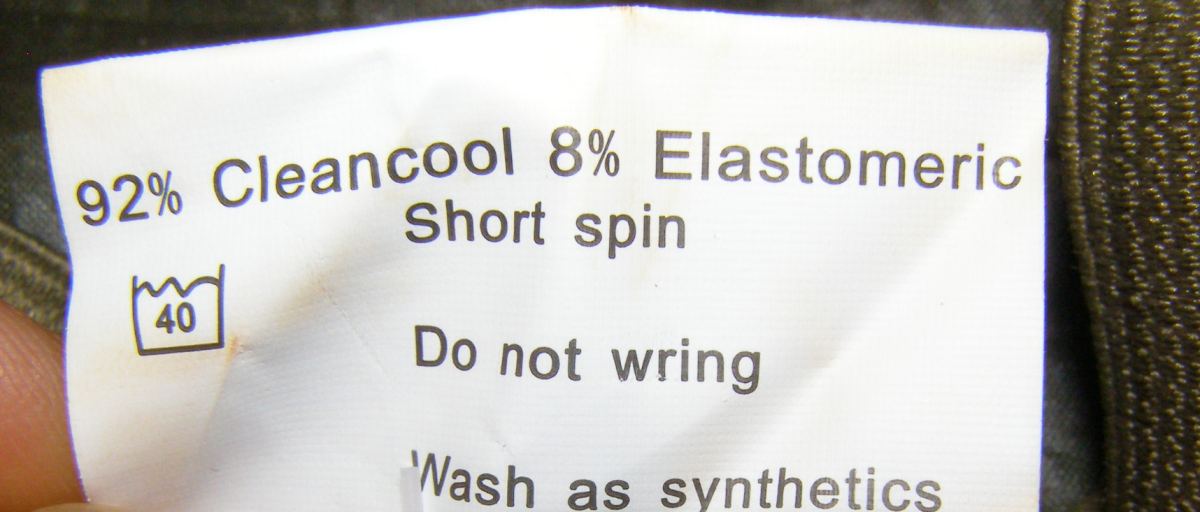 92% Cleancool 8% Elastomeric
Short spin
40
Do not wring
Wash as synthetics